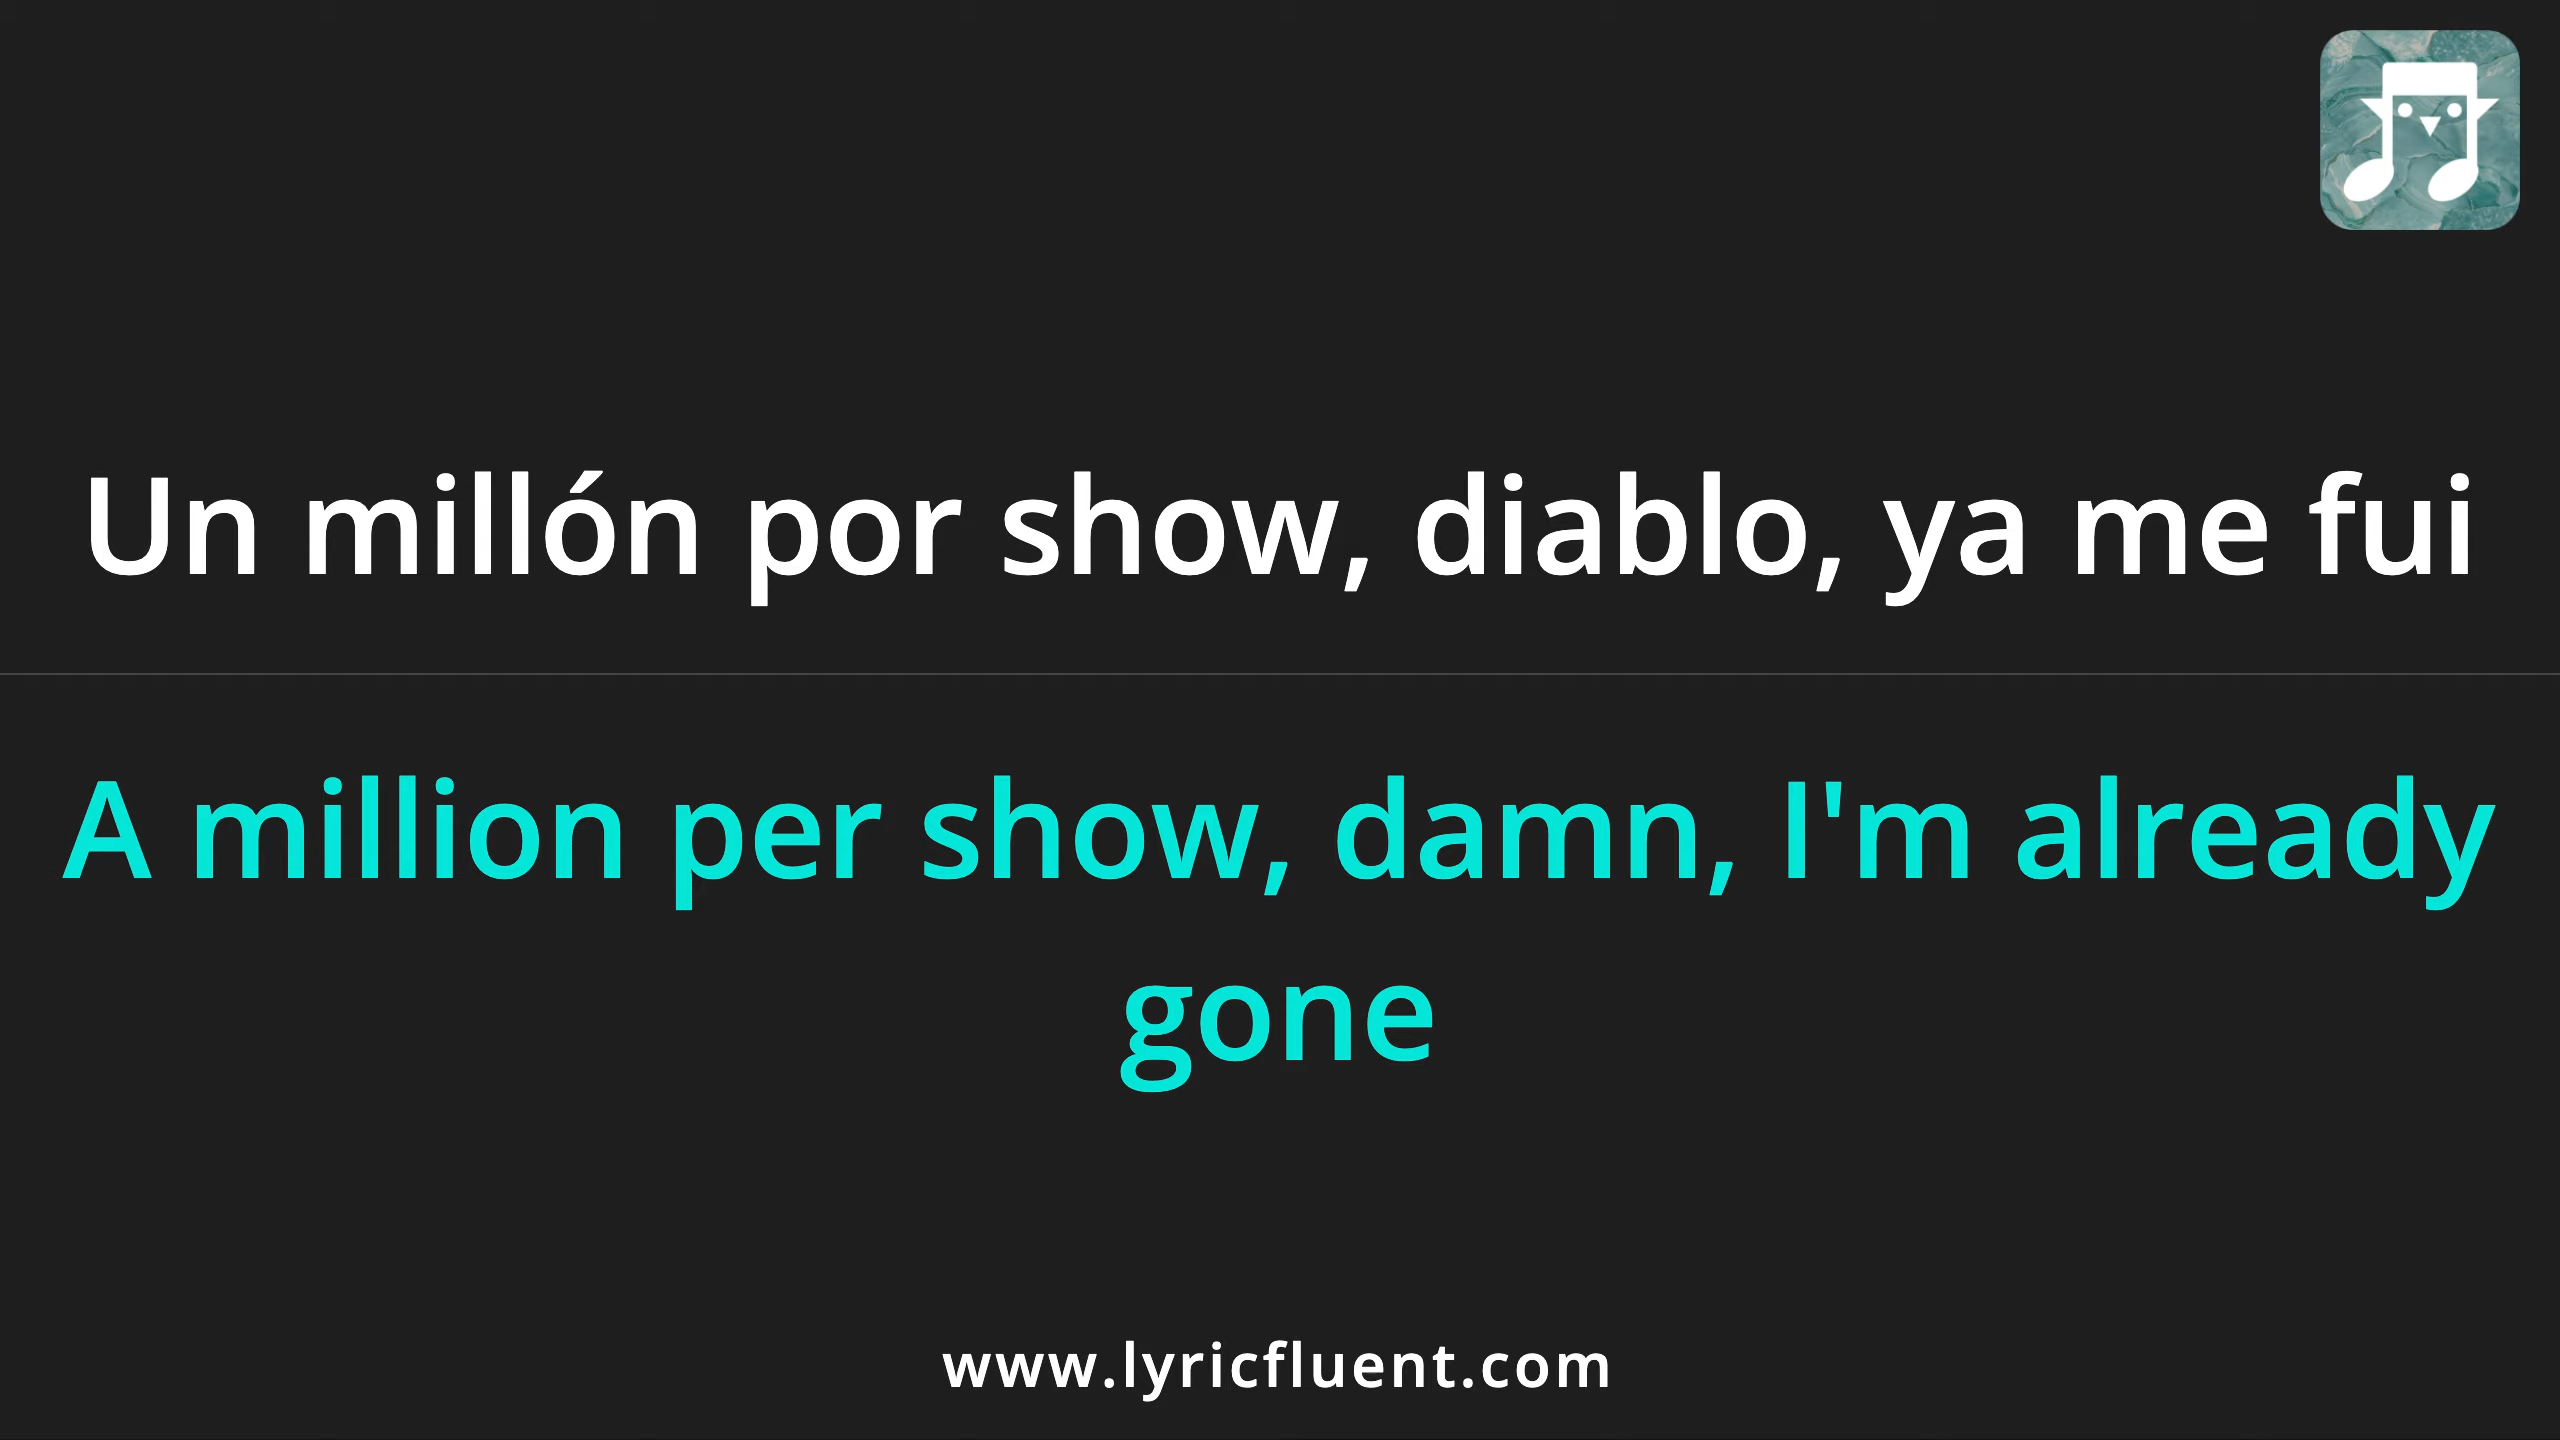 Un millón por show, diablo, ya me fui
A million per show, damn, I'm already
gone
www.lyricfluent.com